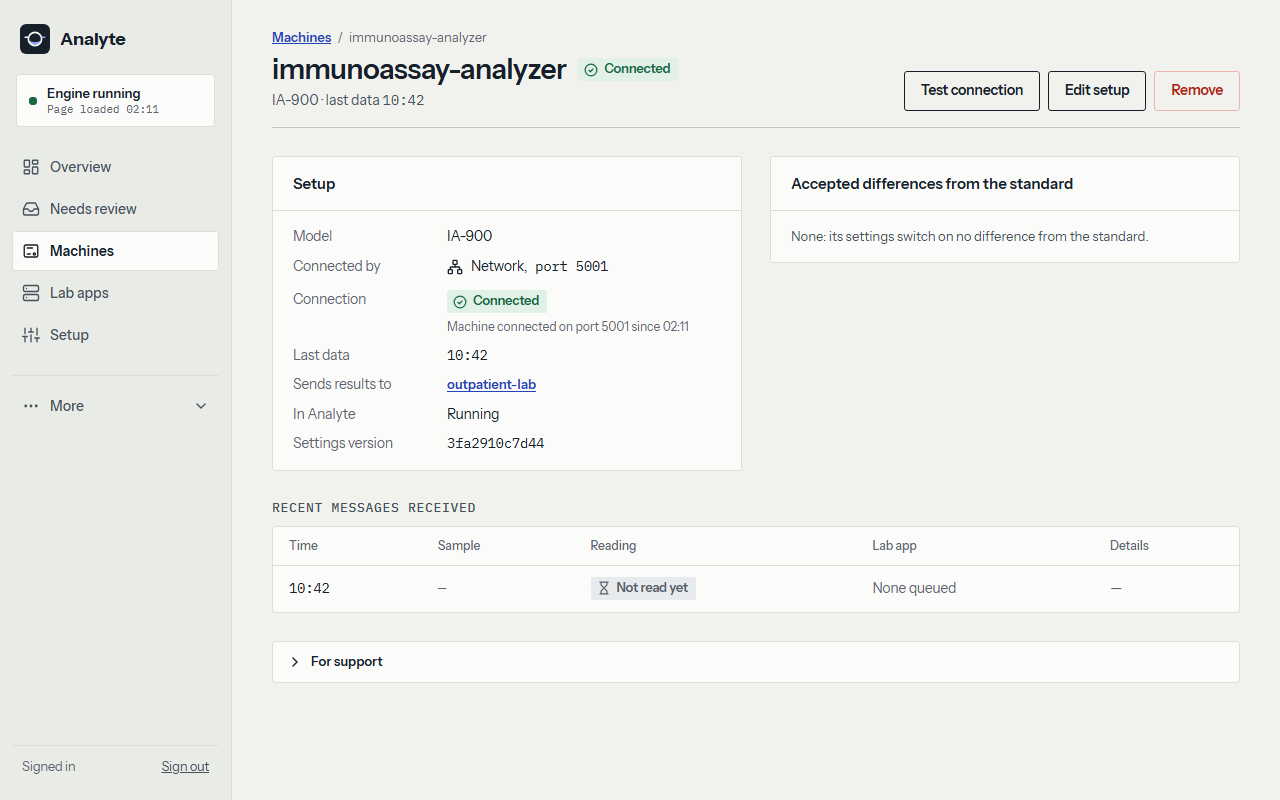 Analyte
Engine running
Page loaded 02:11
Overview
Needs review
Machines
Lab apps
Setup
More
Signed in
Sign out
Machines / immunoassay-analyzer
immunoassay-analyzer
Connected
IA-900 · last data 10:42
Test connection
Edit setup
Remove
Setup
Model IA-900
Connected by Network, port 5001
Connection Connected
Machine connected on port 5001 since 02:11
Last data 10:42
Sends results to outpatient-lab
In Analyte Running
Settings version 3fa2910c7d44
Accepted differences from the standard
None: its settings switch on no difference from the standard.
RECENT MESSAGES RECEIVED
Time Sample Reading Lab app Details
10:42 — Not read yet None queued —
For support